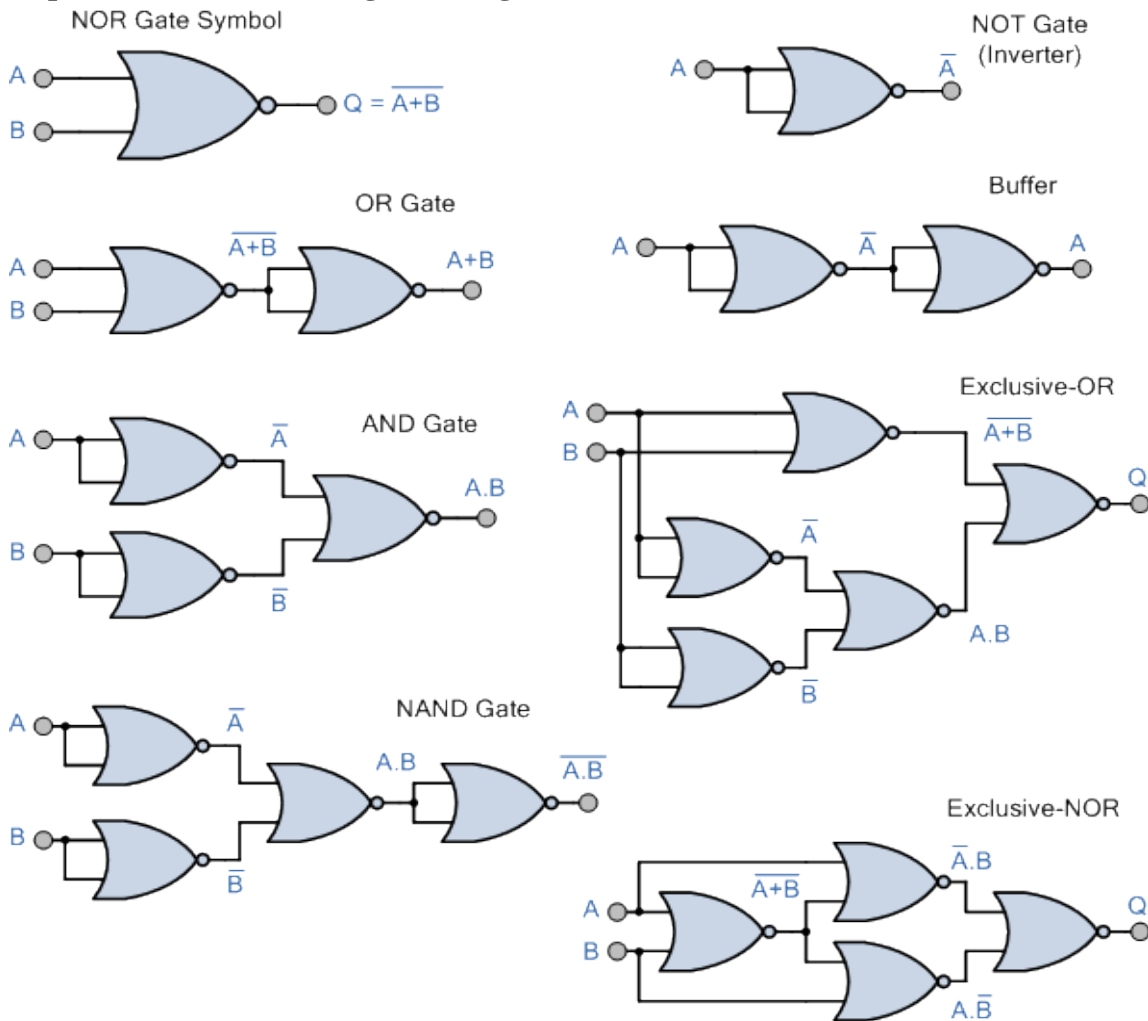 NOR Gate Symbol
A
B
Q = A+B̅
NOT Gate
(Inverter)
A
A̅
OR Gate
A
B
A̅+̅B̅
A+B
Buffer
A
A̅
A
AND Gate
A
B
A̅
B̅
A.B
Exclusive-OR
A
B
A̅+̅B̅
A̅
B̅
A.B
Q
NAND Gate
A
B
A̅
B̅
A.B
A̅.̅B̅
Exclusive-NOR
A
B
A̅+̅B̅
A̅.B
A.B̅
Q